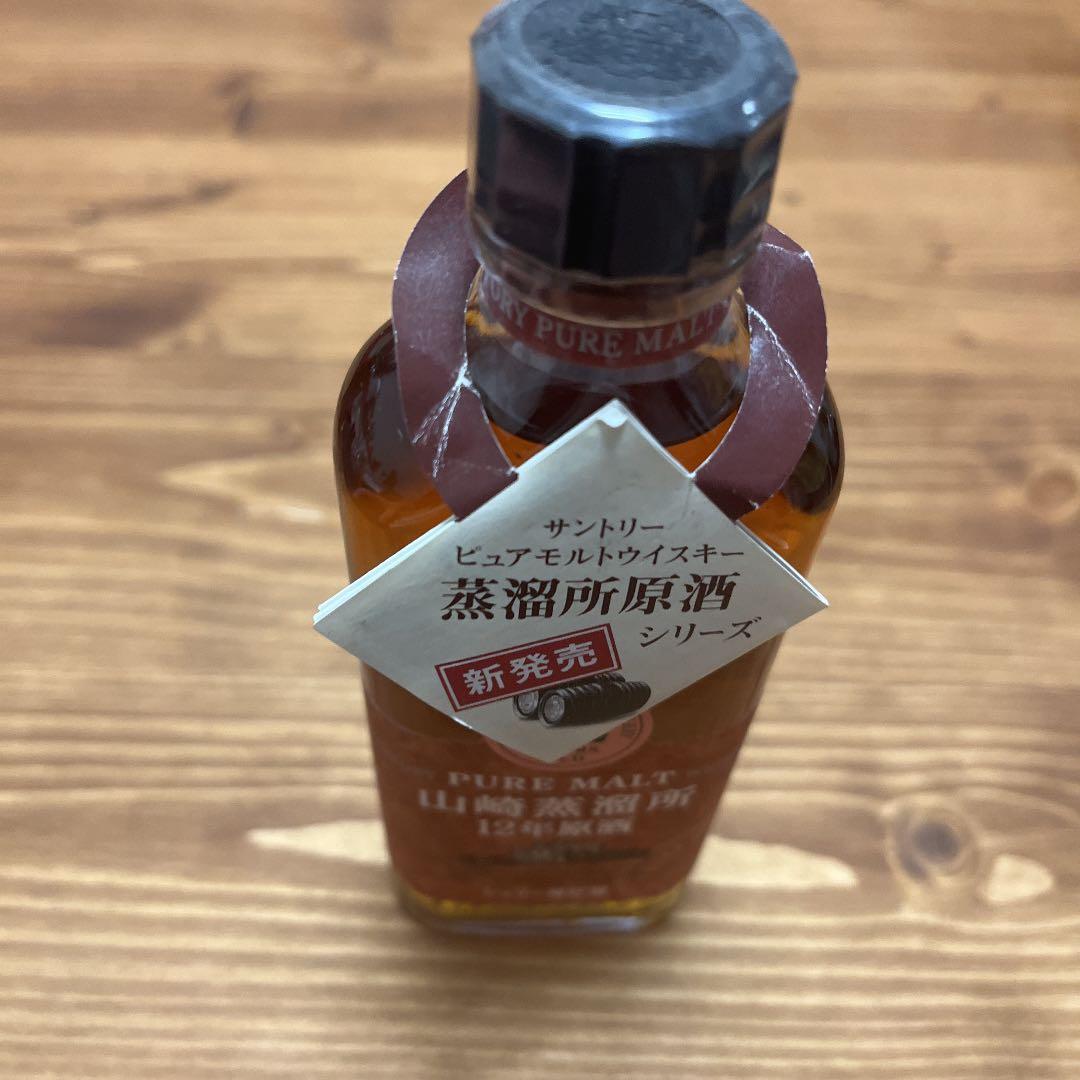 ORY PURE MALT
サントリー
ピュアモルトウイスキー
蒸溜所原酒
シリーズ
新発売
PURE MALT
山崎蒸溜所
12年原酒